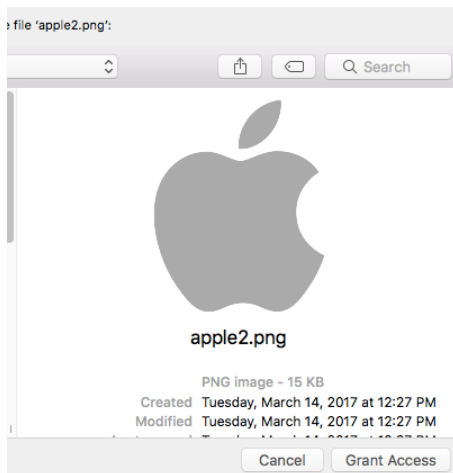 file 'apple2.png':
Search
apple2.png
PNG image - 15 KB
Created Tuesday, March 14, 2017 at 12:27 PM
Modified Tuesday, March 14, 2017 at 12:27 PM
Cancel Grant Access